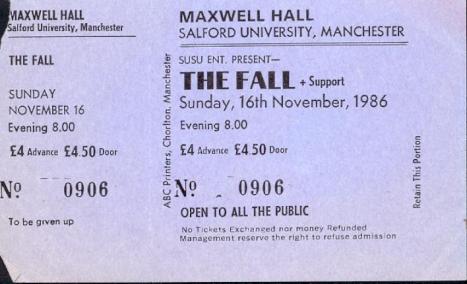 MAXWELL HALL
Salford University, Manchester
THE FALL
SUNDAY
NOVEMBER 16
Evening 8.00
£4 Advance £4.50 Door
Nº 0906
To be given up
ABC Printers, Chorlton, Manchester
MAXWELL HALL
SALFORD UNIVERSITY, MANCHESTER
SUSU ENT. PRESENT—
THE FALL + Support
Sunday, 16th November, 1986
Evening 8.00
£4 Advance £4.50 Door
Nº 0906
OPEN TO ALL THE PUBLIC
No Tickets Exchanged nor money Refunded
Management reserve the right to refuse admission
Retain This Portion